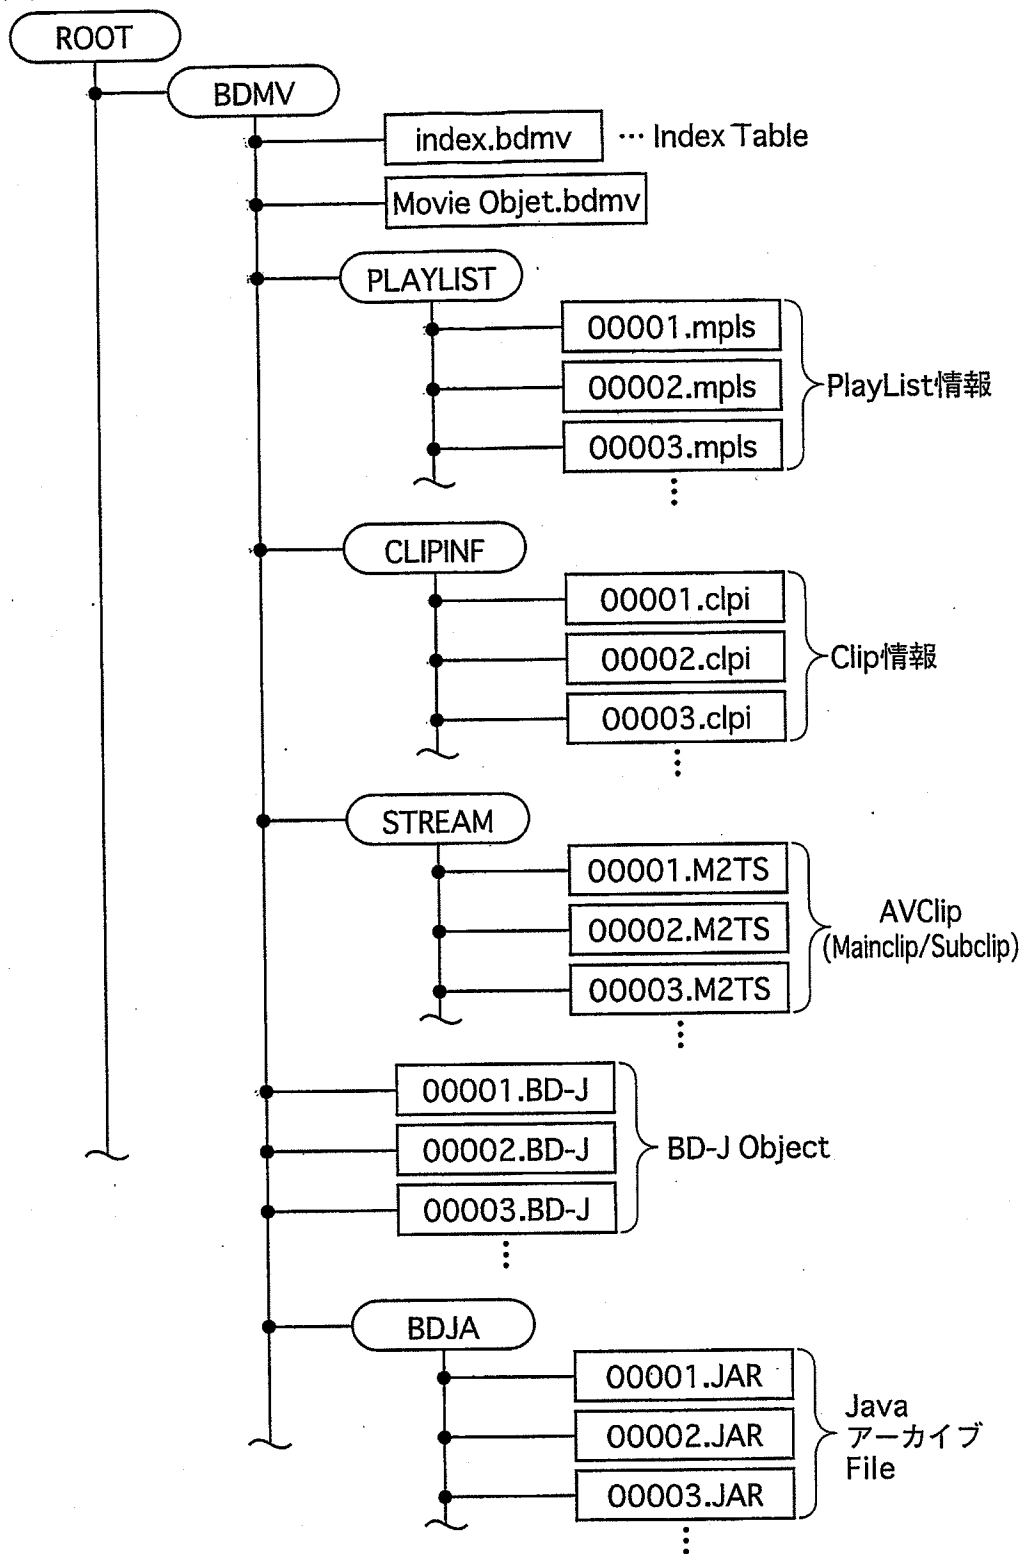 ROOT
BDMV
index.bdmv … Index Table
Movie Objet.bdmv
PLAYLIST
00001.mpls
00002.mpls
PlayList情報
00003.mpls
CLIPINF
00001.clpi
00002.clpi
Clip情報
00003.clpi
STREAM
00001.M2TS
00002.M2TS
AVClip
(Mainclip/Subclip)
00003.M2TS
00001.BD-J
00002.BD-J
BD-J Object
00003.BD-J
BDJA
00001.JAR
00002.JAR
Java
アーカイブ
File
00003.JAR